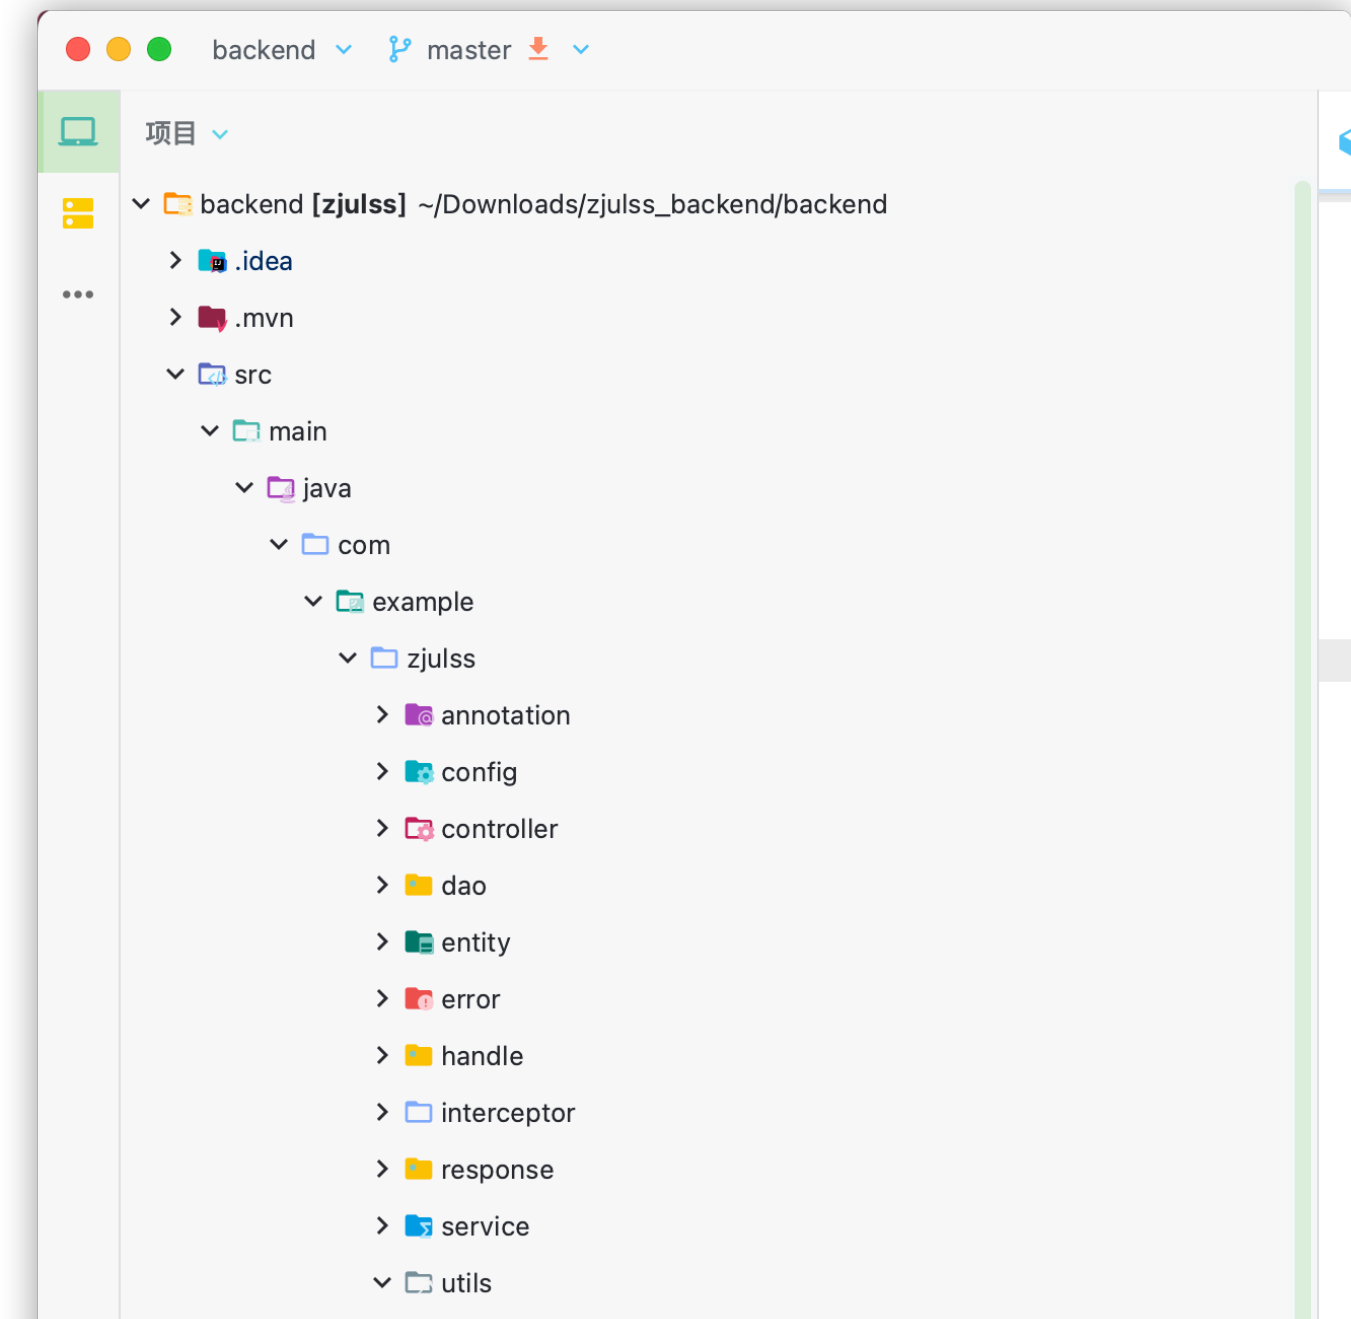 backend master
项目
backend [zjulss] ~/Downloads/zjulss_backend/backend
.idea
.mvn
src
main
java
com
example
zjulss
annotation
config
controller
dao
entity
error
handle
interceptor
response
service
utils